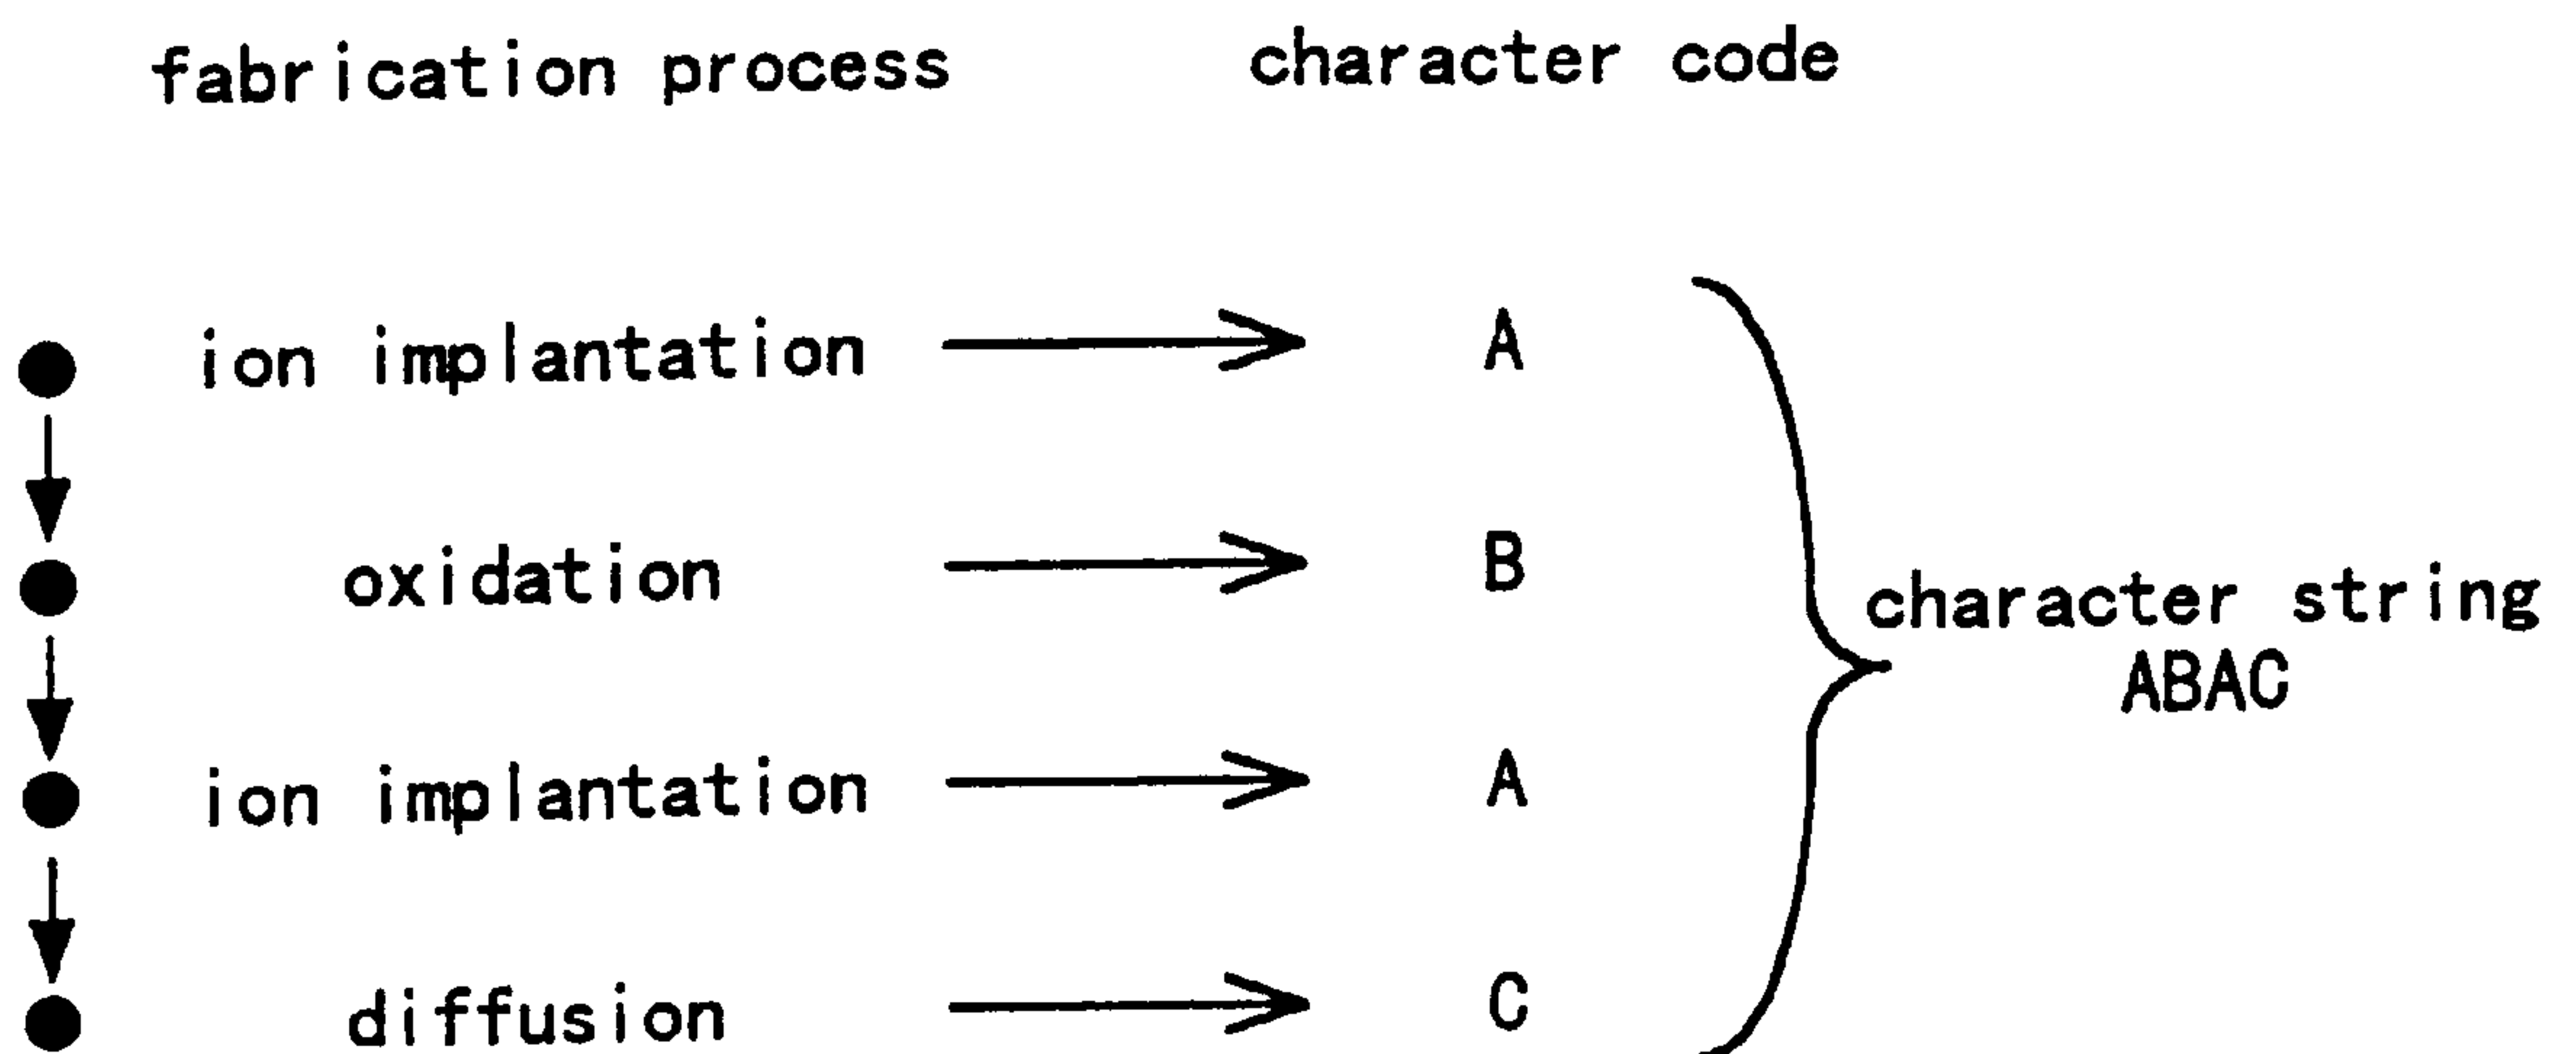 fabrication process character code
ion implantation A
oxidation B
character string
ABAC
ion implantation A
diffusion C